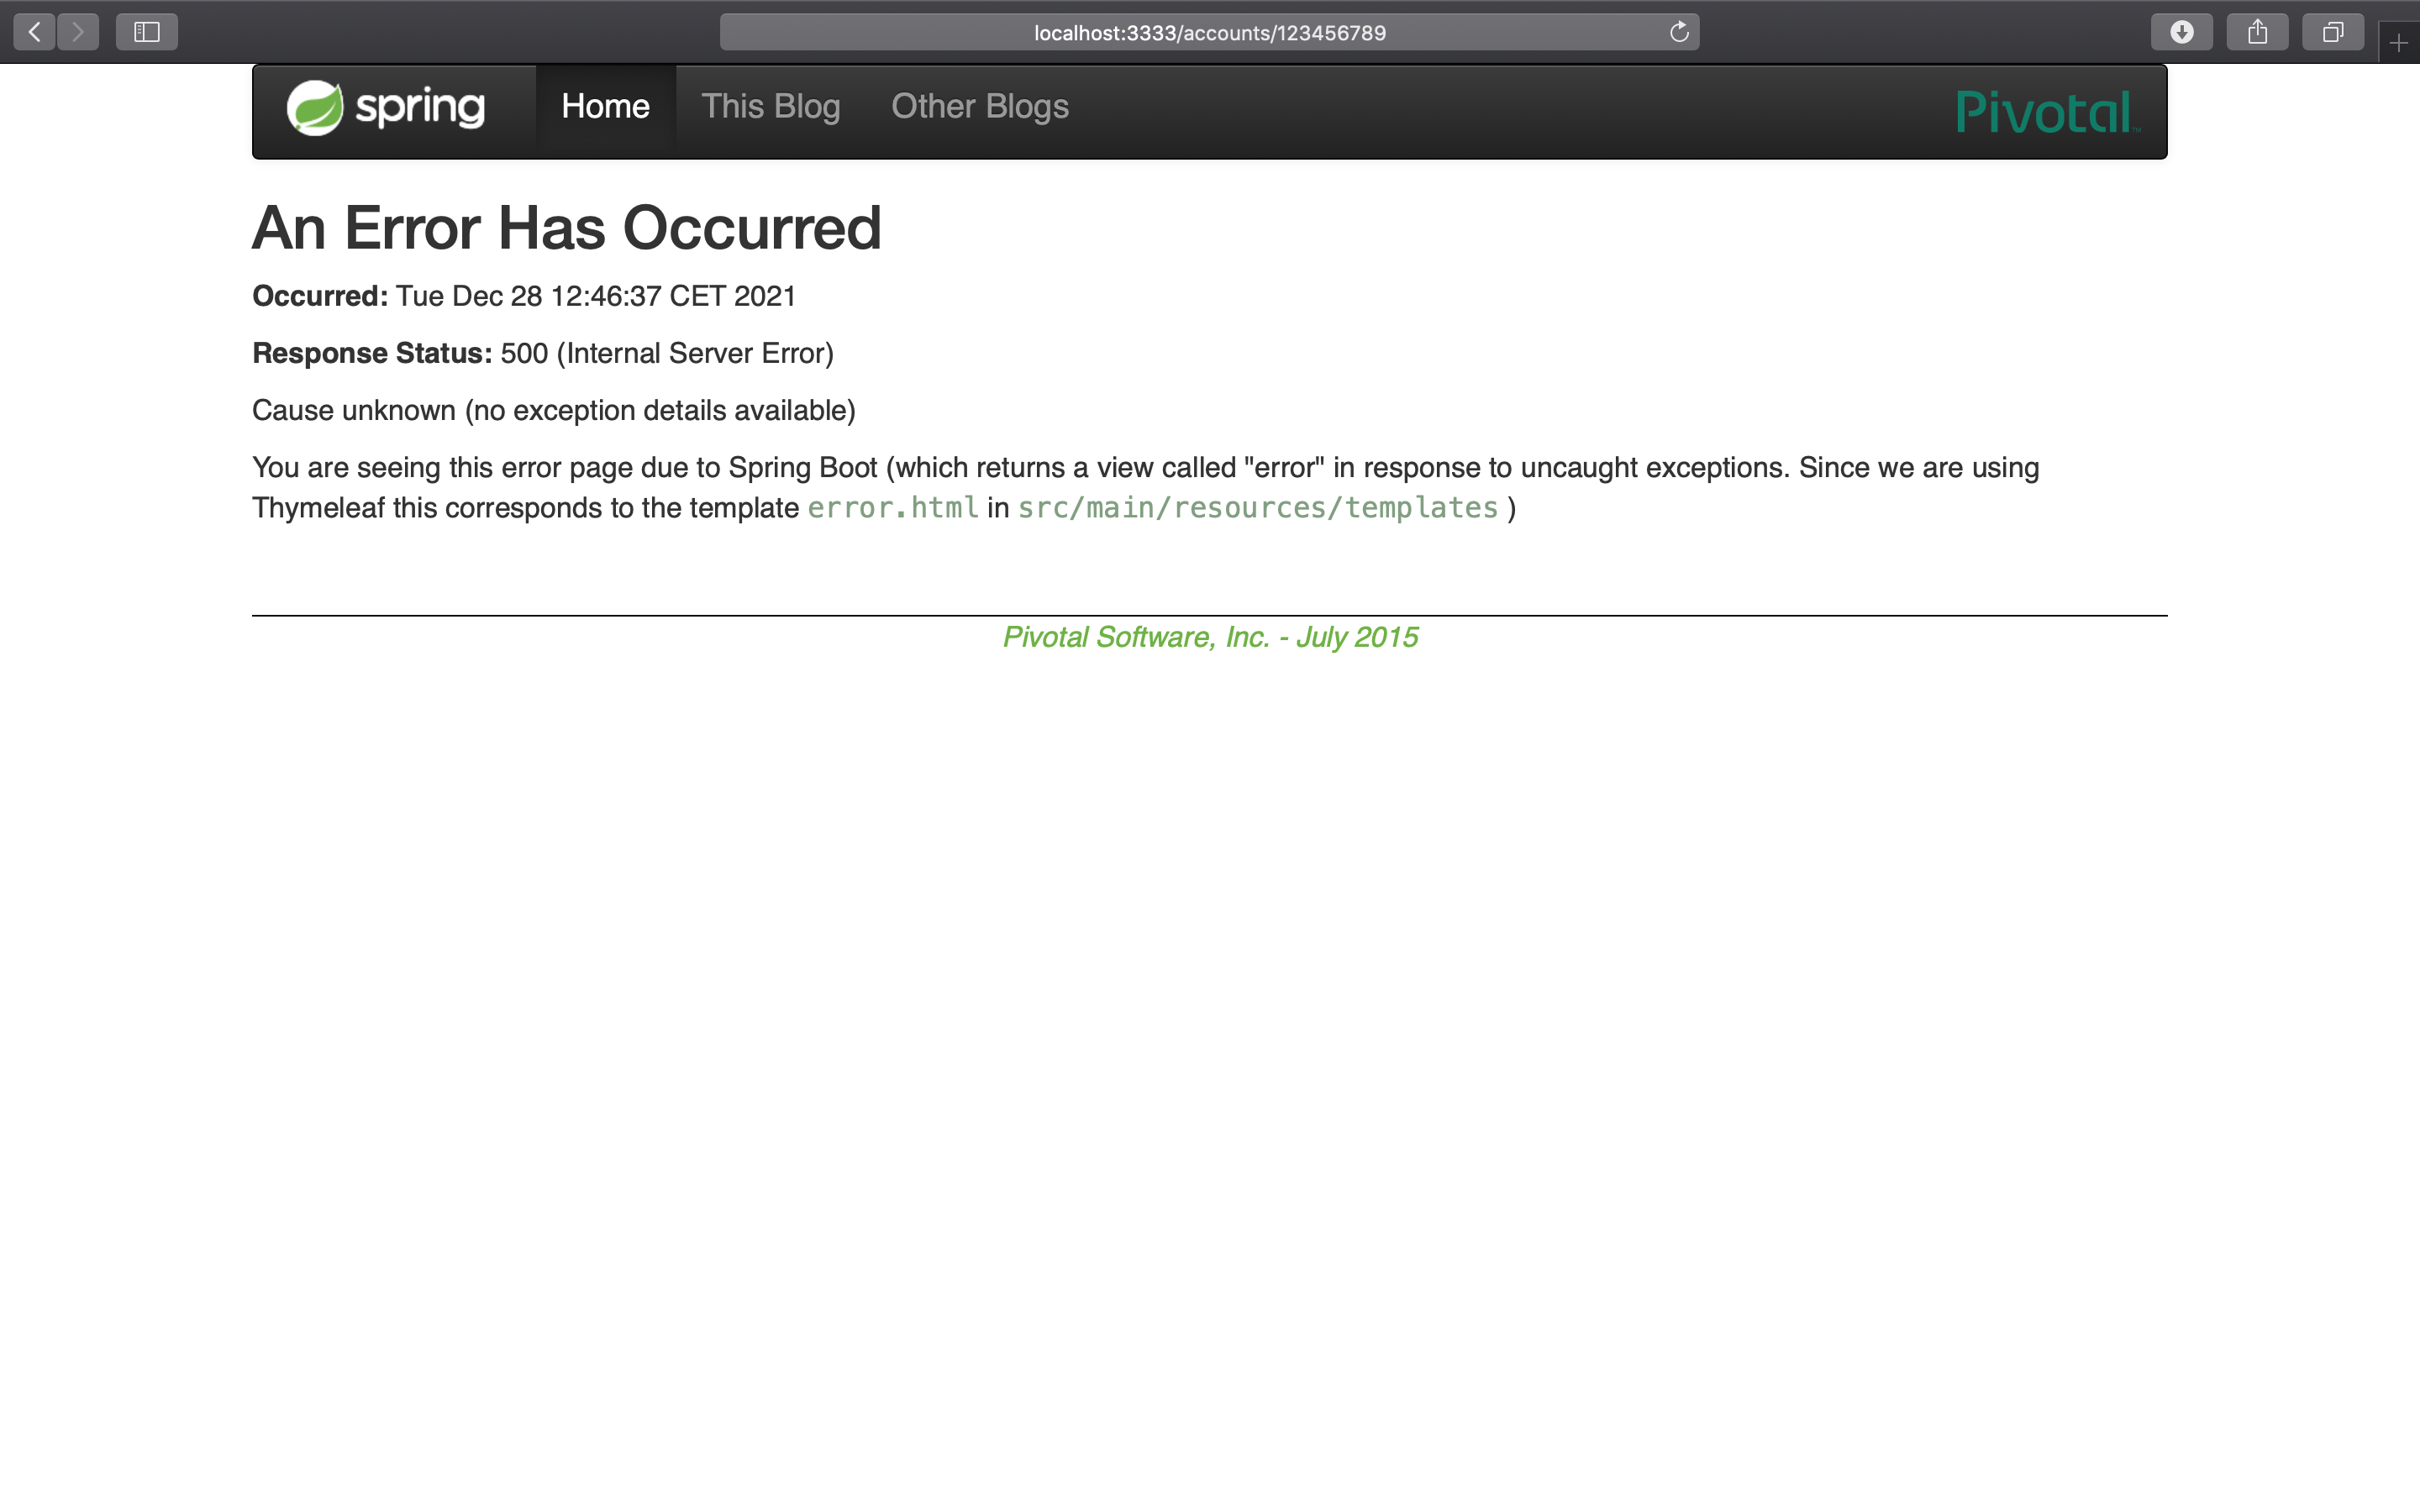 localhost:3333/accounts/123456789
spring Home This Blog Other Blogs Pivotal™
An Error Has Occurred
Occurred: Tue Dec 28 12:46:37 CET 2021
Response Status: 500 (Internal Server Error)
Cause unknown (no exception details available)
You are seeing this error page due to Spring Boot (which returns a view called "error" in response to uncaught exceptions. Since we are using
Thymeleaf this corresponds to the template error.html in src/main/resources/templates )
Pivotal Software, Inc. - July 2015